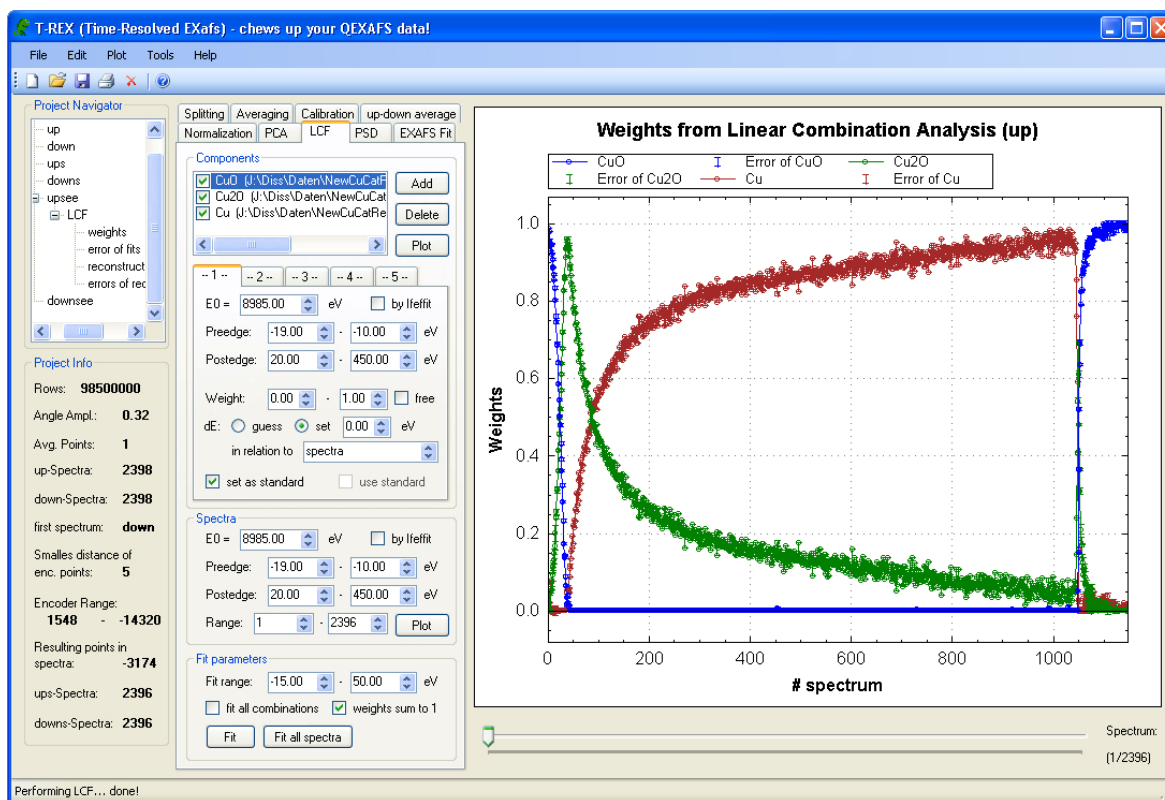 T-REX (Time-Resolved EXafs) - chews up your QEXAFS data!
File Edit Plot Tools Help
Project Navigator
up
down
ups
downs
upsee
LCF
weights
error of fits
reconstruct
errors of rec
downsee
Project Info
Rows: 98500000
Angle Ampl.: 0.32
Avg. Points: 1
up-Spectra: 2398
down-Spectra: 2398
first spectrum: down
Smalles distance of
enc. points: 5
Encoder Range:
1548 - -14320
Resulting points in
spectra: -3174
ups-Spectra: 2396
downs-Spectra: 2396
Splitting Averaging Calibration up-down average
Normalization PCA LCF PSD EXAFS Fit
Components
CuO (J:\Diss\Daten\NewCuCatF
Cu2O (J:\Diss\Daten\NewCuCat
Cu (J:\Diss\Daten\NewCuCatRe
Add
Delete
Plot
-- 1 -- -- 2 -- -- 3 -- -- 4 -- -- 5 --
E0 = 8985.00 eV by Ifeffit
Preedge: -19.00 - -10.00 eV
Postedge: 20.00 - 450.00 eV
Weight: 0.00 - 1.00 free
dE: guess set 0.00 eV
in relation to spectra
set as standard use standard
Spectra
E0 = 8985.00 eV by Ifeffit
Preedge: -19.00 - -10.00 eV
Postedge: 20.00 - 450.00 eV
Range: 1 - 2396 Plot
Fit parameters
Fit range: -15.00 - 50.00 eV
fit all combinations weights sum to 1
Fit Fit all spectra
Weights from Linear Combination Analysis (up)
CuO Error of CuO Cu2O
Error of Cu2O Cu Error of Cu
1.0
0.8
0.6
0.4
0.2
0.0
Weights
0 200 400 600 800 1000
# spectrum
Spectrum:
(1/2396)
Performing LCF... done!